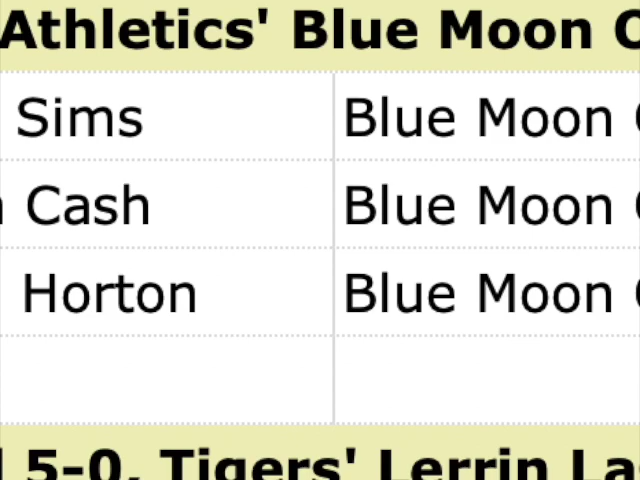 Athletics' Blue Moon
Sims Blue Moon
Cash Blue Moon
Horton Blue Moon
5-0, Tigers' Lerrin